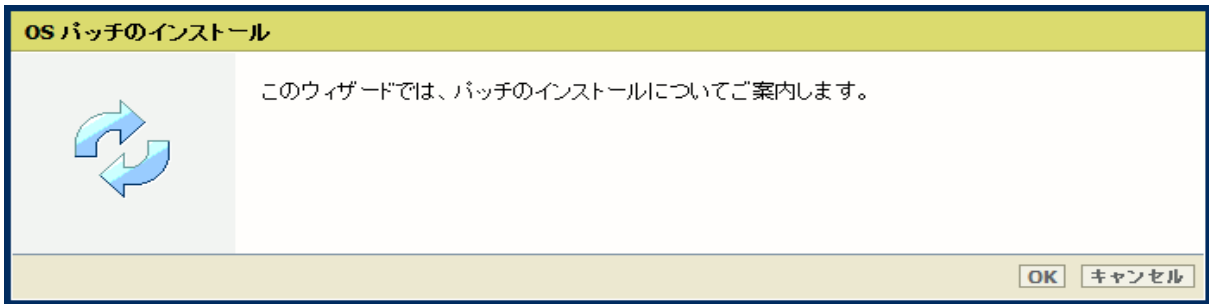 OS パッチのインストール
このウィザードでは、パッチのインストールについてご案内します。
OK キャンセル